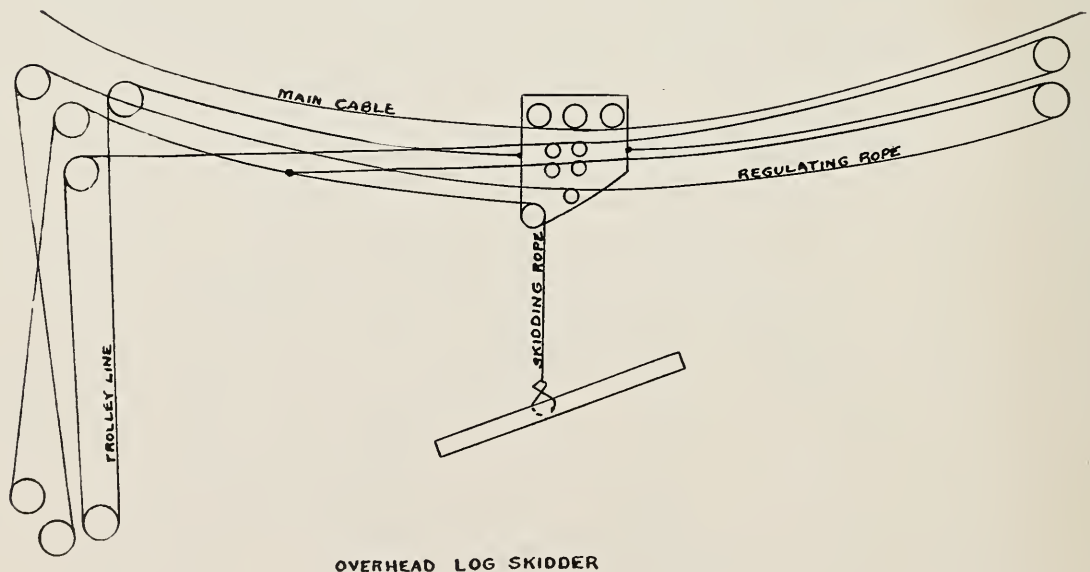 MAIN CABLE
REGULATING ROPE
SKIDDING ROPE
TROLLEY LINE
OVERHEAD LOG SKIDDER